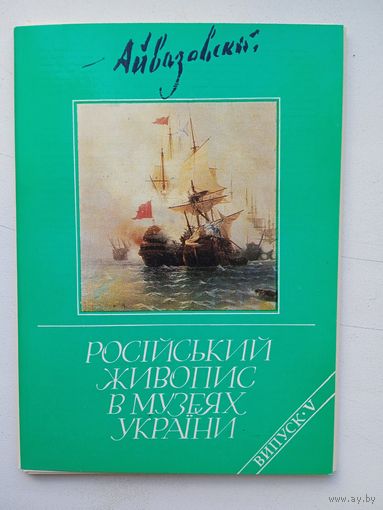 Айвазовский.
РОСІЙСЬКИЙ
ЖИВОПИС
В МУЗЕЯХ
УКРАЇНИ
ВИПУСК·V
www.ay.by